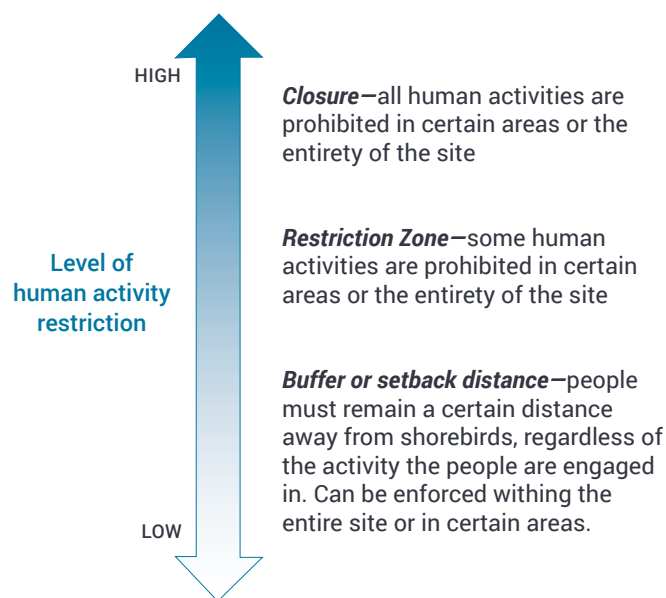 HIGH
Closure—all human activities are
prohibited in certain areas or the
entirety of the site
Restriction Zone—some human
activities are prohibited in certain
areas or the entirety of the site
Level of
human activity
restriction
Buffer or setback distance—people
must remain a certain distance
away from shorebirds, regardless of
the activity the people are engaged
in. Can be enforced withing the
entire site or in certain areas.
LOW